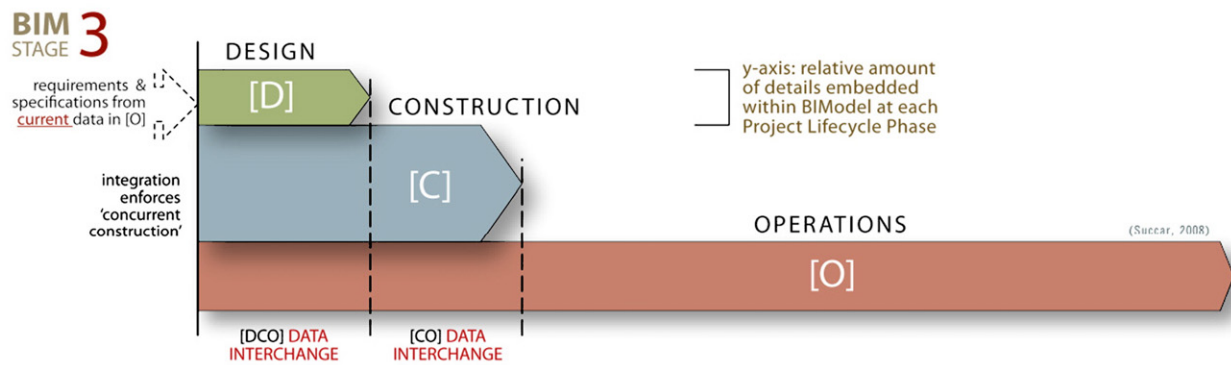 BIM
STAGE 3
requirements &
specifications from
current data in [O]
integration
enforces
‘concurrent
construction’
DESIGN
[D]
CONSTRUCTION
[C]
y-axis: relative amount
of details embedded
within BIModel at each
Project Lifecycle Phase
OPERATIONS
(Succar, 2008)
[O]
[DCO] DATA
INTERCHANGE
[CO] DATA
INTERCHANGE